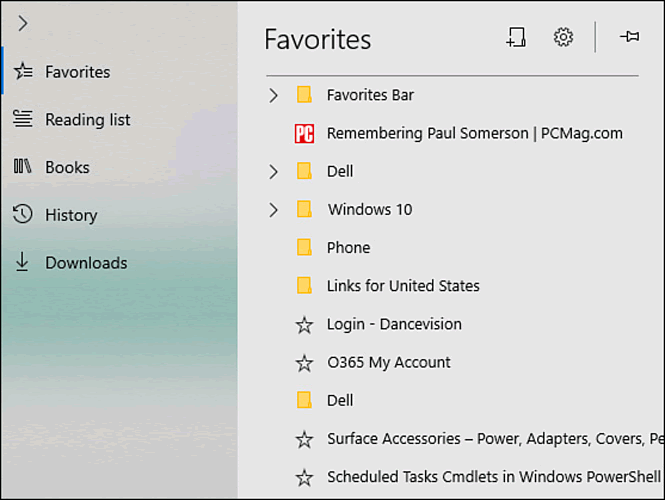 Favorites
Reading list
Books
History
Downloads
Favorites
Favorites Bar
PC
Remembering Paul Somerson | PCMag.com
Dell
Windows 10
Phone
Links for United States
Login - Dancevision
O365 My Account
Dell
Surface Accessories – Power, Adapters, Covers, Pe
Scheduled Tasks Cmdlets in Windows PowerShell